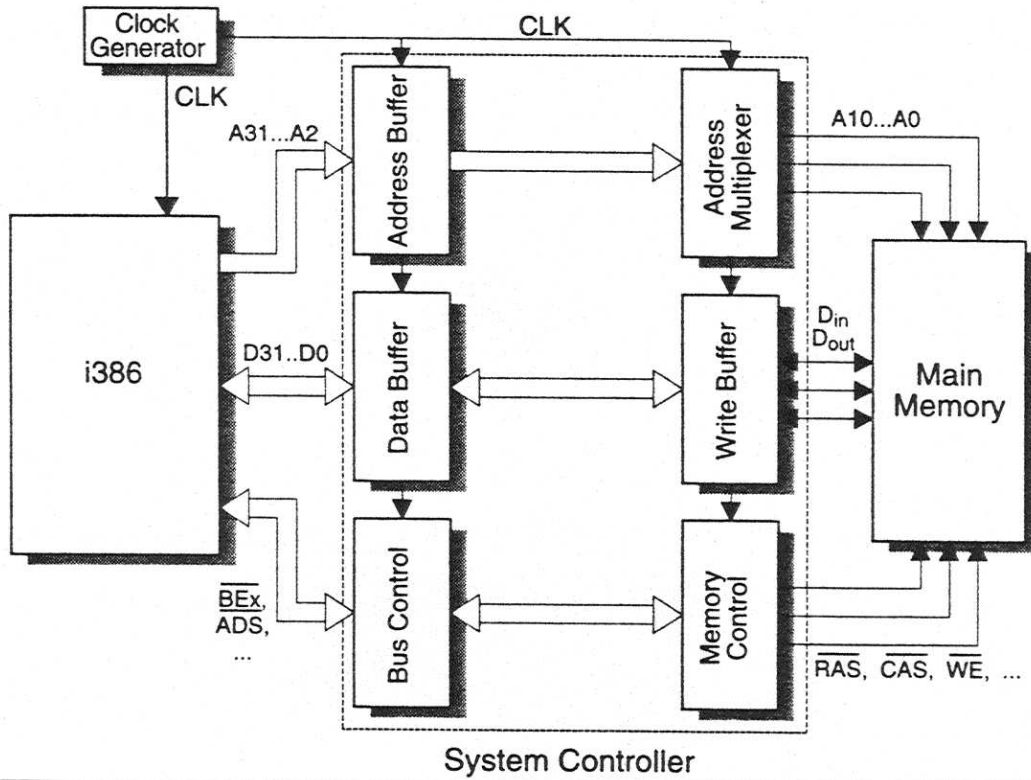 Clock
Generator
CLK
CLK
A31...A2
Address Buffer
Address
Multiplexer
A10...A0
i386
D31..D0
Data Buffer
Write Buffer
Din
Dout
Main
Memory
BEx,
ADS,
...
Bus Control
Memory
Control
RAS, CAS, WE, ...
System Controller